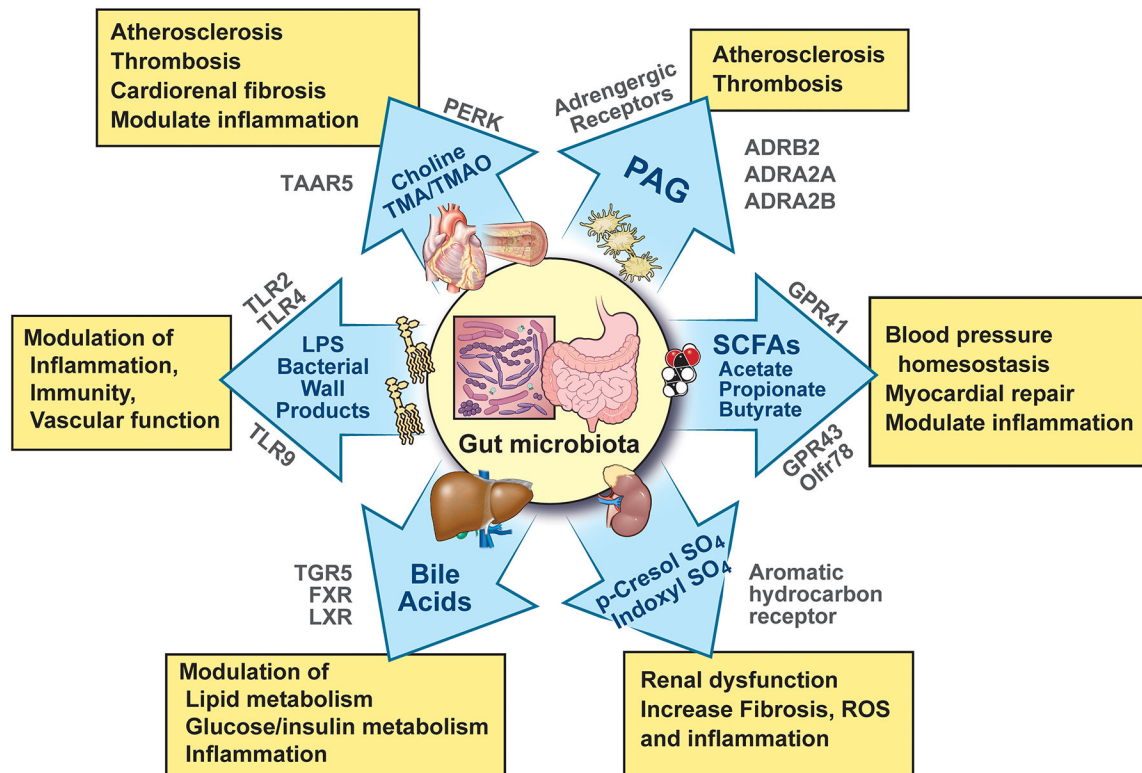 Atherosclerosis
Thrombosis
Cardiorenal fibrosis
Modulate inflammation
PERK
TAAR5
Choline
TMA/TMAO
Adrengergic
Receptors
PAG
Atherosclerosis
Thrombosis
ADRB2
ADRA2A
ADRA2B
TLR2
TLR4
Modulation of
Inflammation,
Immunity,
Vascular function
LPS
Bacterial
Wall
Products
TLR9
Gut microbiota
GPR41
SCFAs
Acetate
Propionate
Butyrate
GPR43
Olfr78
Blood pressure
homestostasis
Myocardial repair
Modulate inflammation
TGR5
FXR
LXR
Bile
Acids
Modulation of
Lipid metabolism
Glucose/insulin metabolism
Inflammation
p-Cresol SO₄
Indoxyl SO₄
Aromatic
hydrocarbon
receptor
Renal dysfunction
Increase Fibrosis, ROS
and inflammation